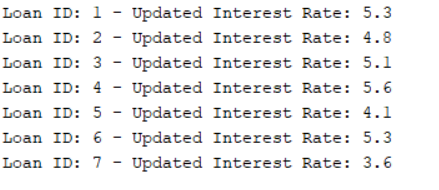 Loan ID: 1 - Updated Interest Rate: 5.3
Loan ID: 2 - Updated Interest Rate: 4.8
Loan ID: 3 - Updated Interest Rate: 5.1
Loan ID: 4 - Updated Interest Rate: 5.6
Loan ID: 5 - Updated Interest Rate: 4.1
Loan ID: 6 - Updated Interest Rate: 5.3
Loan ID: 7 - Updated Interest Rate: 3.6